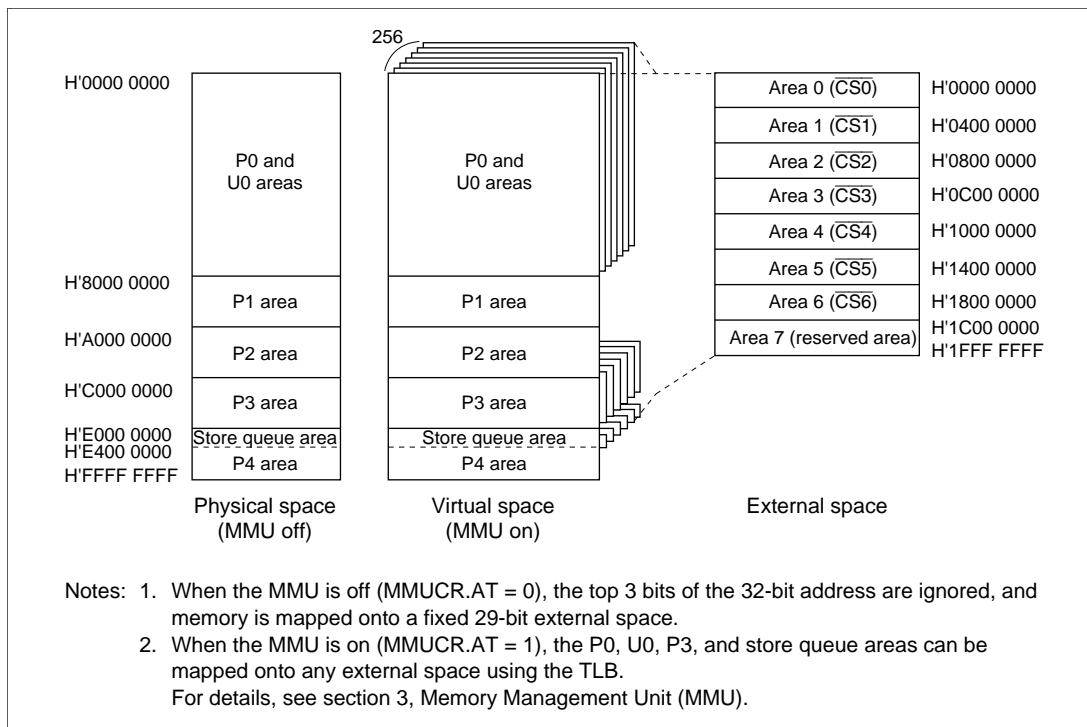 256
H'0000 0000
P0 and
U0 areas
H'8000 0000
P1 area
H'A000 0000
P2 area
H'C000 0000
P3 area
H'E000 0000
Store queue area
H'E400 0000
P4 area
H'FFFF FFFF
Physical space
(MMU off)
P0 and
U0 areas
P1 area
P2 area
P3 area
Store queue area
P4 area
Virtual space
(MMU on)
Area 0 (C̅S̅0̅) H'0000 0000
Area 1 (C̅S̅1̅) H'0400 0000
Area 2 (C̅S̅2̅) H'0800 0000
Area 3 (C̅S̅3̅) H'0C00 0000
Area 4 (C̅S̅4̅) H'1000 0000
Area 5 (C̅S̅5̅) H'1400 0000
Area 6 (C̅S̅6̅) H'1800 0000
Area 7 (reserved area) H'1C00 0000
H'1FFF FFFF
External space
Notes: 1. When the MMU is off (MMUCR.AT = 0), the top 3 bits of the 32-bit address are ignored, and
memory is mapped onto a fixed 29-bit external space.
2. When the MMU is on (MMUCR.AT = 1), the P0, U0, P3, and store queue areas can be
mapped onto any external space using the TLB.
For details, see section 3, Memory Management Unit (MMU).